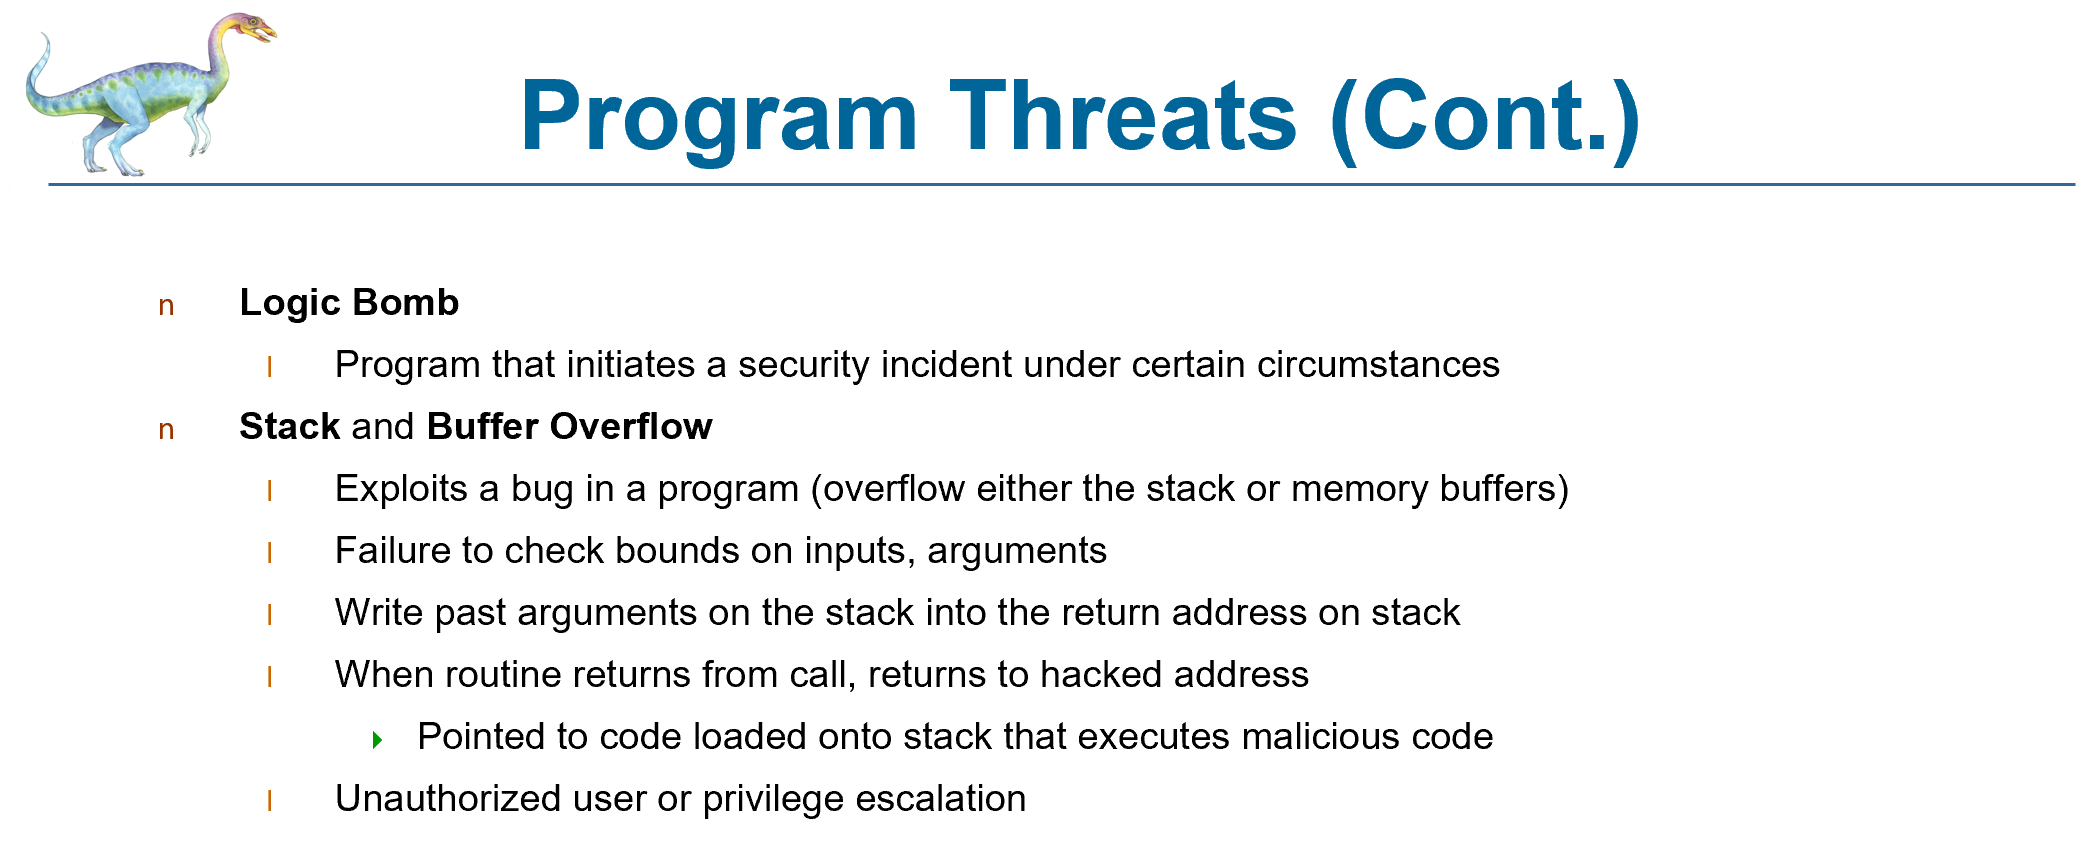 Program Threats (Cont.)
n Logic Bomb
l Program that initiates a security incident under certain circumstances
n Stack and Buffer Overflow
l Exploits a bug in a program (overflow either the stack or memory buffers)
l Failure to check bounds on inputs, arguments
l Write past arguments on the stack into the return address on stack
l When routine returns from call, returns to hacked address
Pointed to code loaded onto stack that executes malicious code
l Unauthorized user or privilege escalation